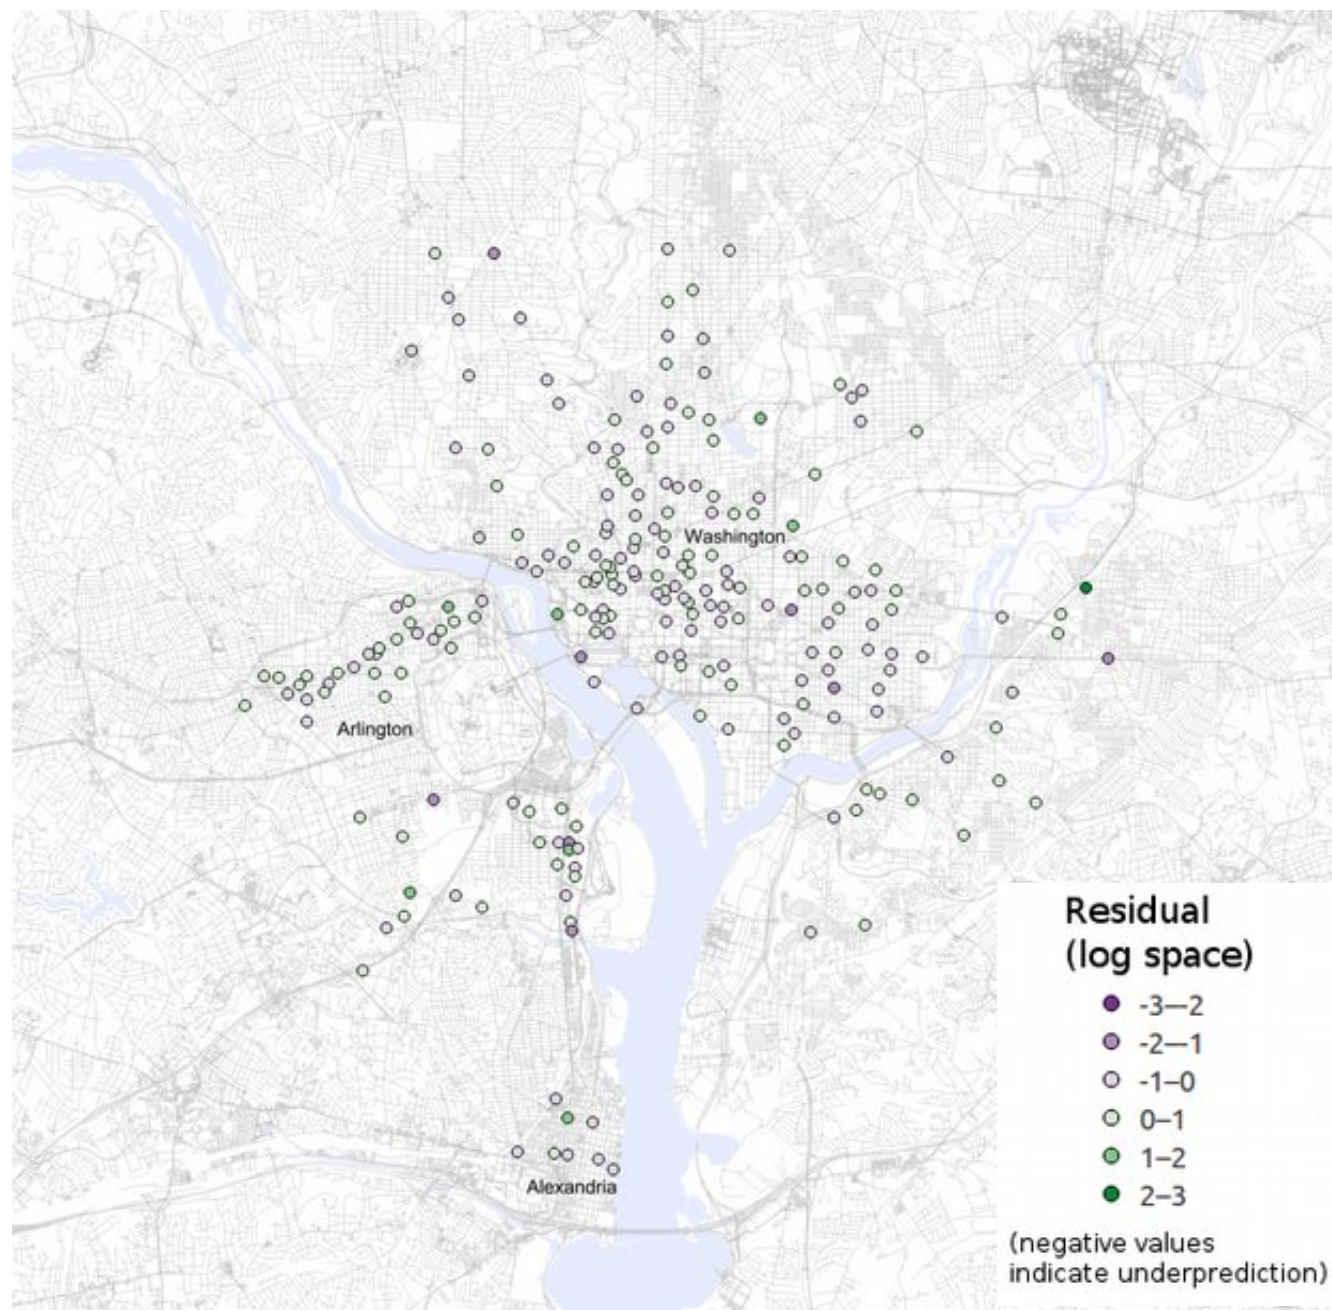 Washington
Arlington
Alexandria
Residual
(log space)
-3—2
-2—1
-1–0
0–1
1–2
2–3
(negative values
indicate underprediction)